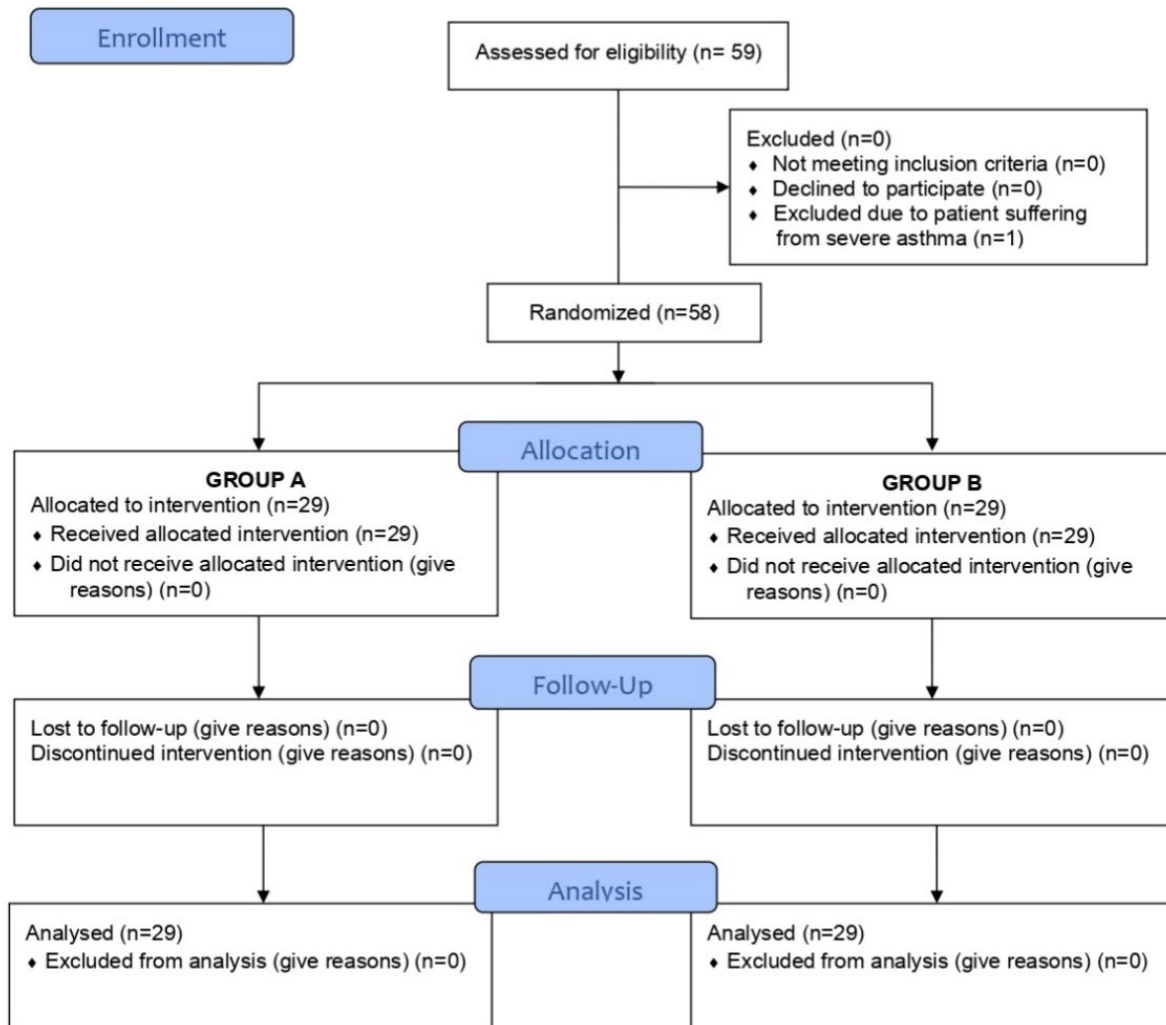 Enrollment
Assessed for eligibility (n= 59)
Excluded (n=0)
♦ Not meeting inclusion criteria (n=0)
♦ Declined to participate (n=0)
♦ Excluded due to patient suffering
from severe asthma (n=1)
Randomized (n=58)
Allocation
GROUP A
Allocated to intervention (n=29)
♦ Received allocated intervention (n=29)
♦ Did not receive allocated intervention (give
reasons) (n=0)
GROUP B
Allocated to intervention (n=29)
♦ Received allocated intervention (n=29)
♦ Did not receive allocated intervention (give
reasons) (n=0)
Follow-Up
Lost to follow-up (give reasons) (n=0)
Discontinued intervention (give reasons) (n=0)
Lost to follow-up (give reasons) (n=0)
Discontinued intervention (give reasons) (n=0)
Analysis
Analysed (n=29)
♦ Excluded from analysis (give reasons) (n=0)
Analysed (n=29)
♦ Excluded from analysis (give reasons) (n=0)